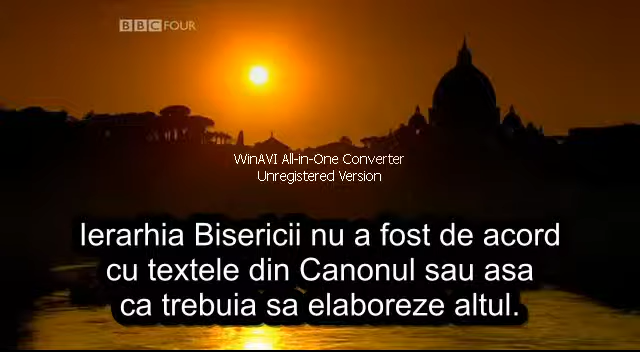 BBC FOUR
WinAVI All-in-One Converter
Unregistered Version
Ierarhia Bisericii nu a fost de acord
cu textele din Canonul sau asa
ca trebuia sa elaboreze altul.